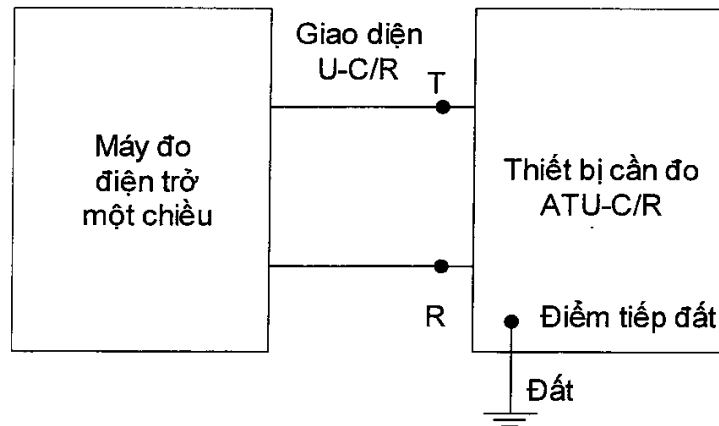 Giao diện
U-C/R
T
Máy đo
điện trở
một chiều
Thiết bị cần đo
ATU-C/R
R
Điểm tiếp đất
Đất